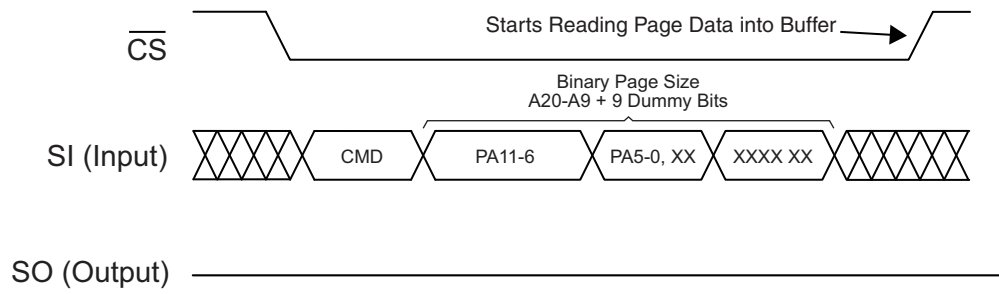 Starts Reading Page Data into Buffer
CS
Binary Page Size
A20-A9 + 9 Dummy Bits
SI (Input)
CMD
PA11-6
PA5-0, XX
XXXX XX
SO (Output)